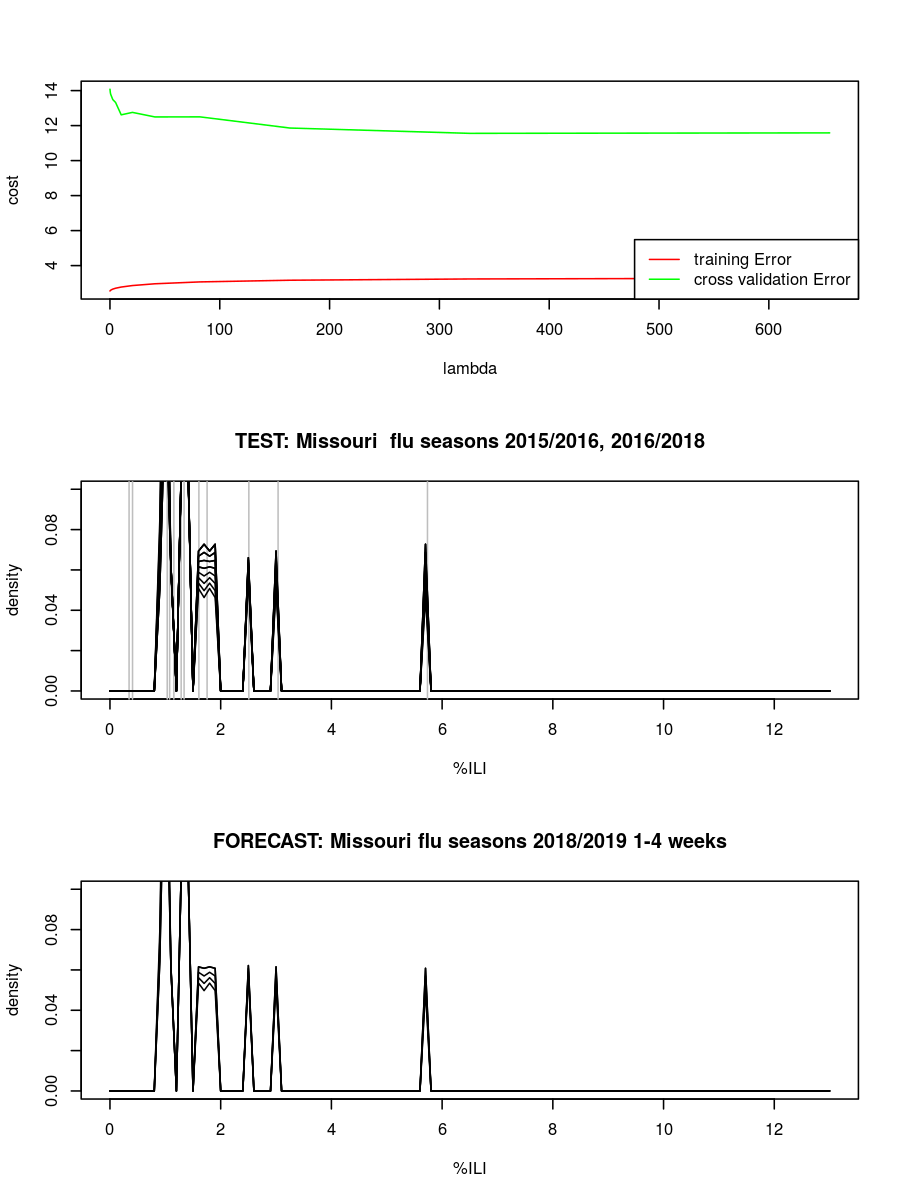 14
12
10
8
6
4
cost
training Error
cross validation Error
0 100 200 300 400 500 600
lambda
TEST: Missouri  flu seasons 2015/2016, 2016/2018
0.08
0.04
0.00
density
0 2 4 6 8 10 12
%ILI
FORECAST: Missouri flu seasons 2018/2019 1-4 weeks
0.08
0.04
0.00
density
0 2 4 6 8 10 12
%ILI